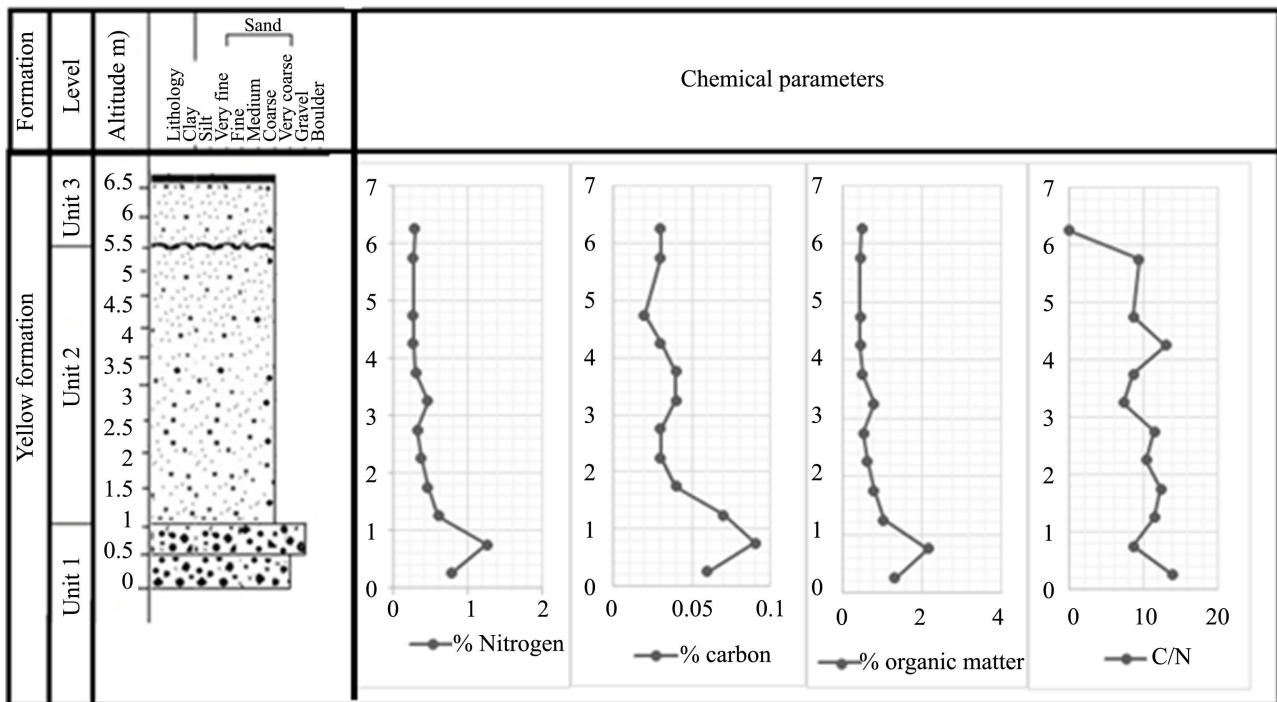 Formation
Level
Altitude m)
Sand
Lithology
Clay
Silt
Very fine
Fine
Medium
Coarse
Very coarse
Gravel
Boulder
Chemical parameters
Yellow formation
Unit 3
Unit 2
Unit 1
6.5
6
5.5
5
4.5
4
3.5
3
2.5
2
1.5
1
0.5
0
7
6
5
4
3
2
1
0
0 1 2
% Nitrogen
7
6
5
4
3
2
1
0
0 0.05 0.1
% carbon
7
6
5
4
3
2
1
0
0 2 4
% organic matter
7
6
5
4
3
2
1
0
0 10 20
C/N